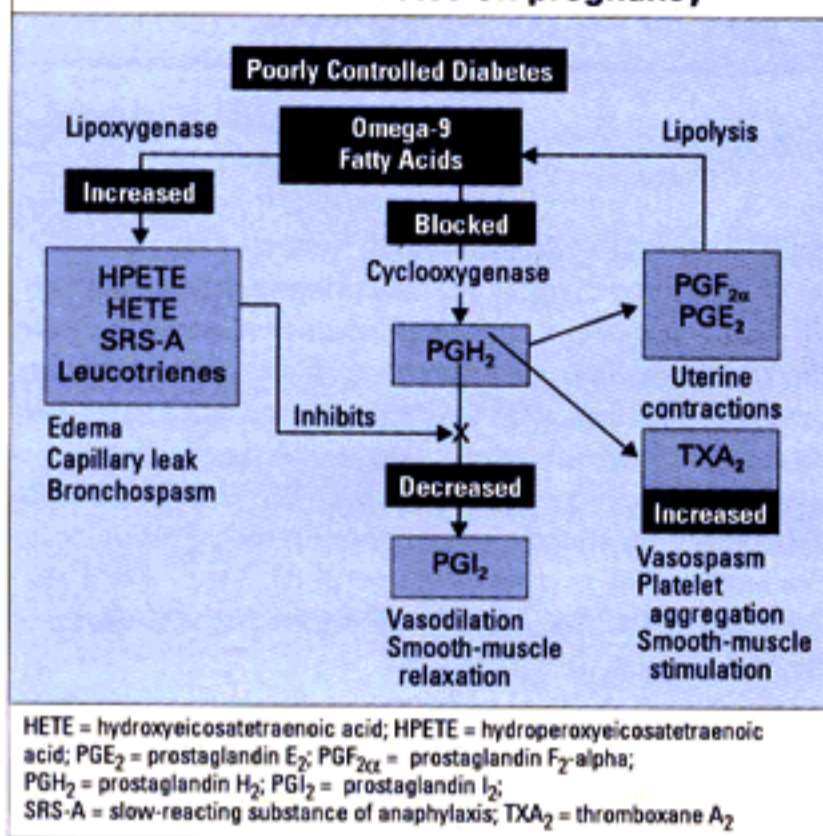 on pregnancy
Poorly Controlled Diabetes
Lipoxygenase
Omega-9
Fatty Acids
Lipolysis
Increased
Blocked
Cyclooxygenase
HPETE
HETE
SRS-A
Leucotrienes
PGH₂
PGF₂α
PGE₂
Uterine
contractions
Inhibits
X
Edema
Capillary leak
Bronchospasm
TXA₂
Increased
Decreased
PGI₂
Vasospasm
Platelet
aggregation
Smooth-muscle
stimulation
Vasodilation
Smooth-muscle
relaxation
HETE = hydroxyeicosatetraenoic acid; HPETE = hydroperoxyeicosatetraenoic
acid; PGE₂ = prostaglandin E₂; PGF₂α = prostaglandin F₂-alpha;
PGH₂ = prostaglandin H₂; PGI₂ = prostaglandin I₂;
SRS-A = slow-reacting substance of anaphylaxis; TXA₂ = thromboxane A₂